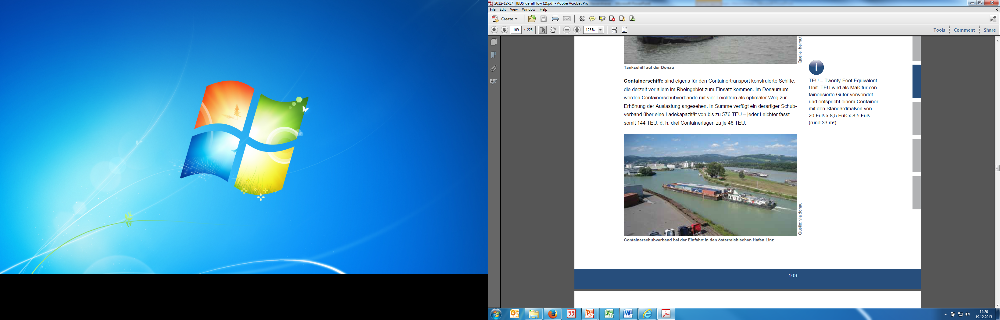 2012-12-17_HBDS_de_all_low (2).pdf - Adobe Acrobat Pro
File Edit View Window Help
Create
109 / 226
125%
Tools Comment Share
Quelle: helmut
Tankschiff auf der Donau
Containerschiffe sind eigens für den Containertransport konstruierte Schiffe,
die derzeit vor allem im Rheingebiet zum Einsatz kommen. Im Donauraum
werden Containerschubverbände mit vier Leichtern als optimaler Weg zur
Erhöhung der Auslastung angesehen. In Summe verfügt ein derartiger Schub-
verband über eine Ladekapazität von bis zu 576 TEU – jeder Leichter fasst
somit 144 TEU, d. h. drei Containerlagen zu je 48 TEU.
i
TEU = Twenty-Foot Equivalent
Unit. TEU wird als Maß für con-
tainerisierte Güter verwendet
und entspricht einem Container
mit den Standardmaßen von
20 Fuß x 8,5 Fuß x 8,5 Fuß
(rund 33 m³).
Quelle: via donau
Containerschubverband bei der Einfahrt in den österreichischen Hafen Linz
109
14:20
19.12.2013